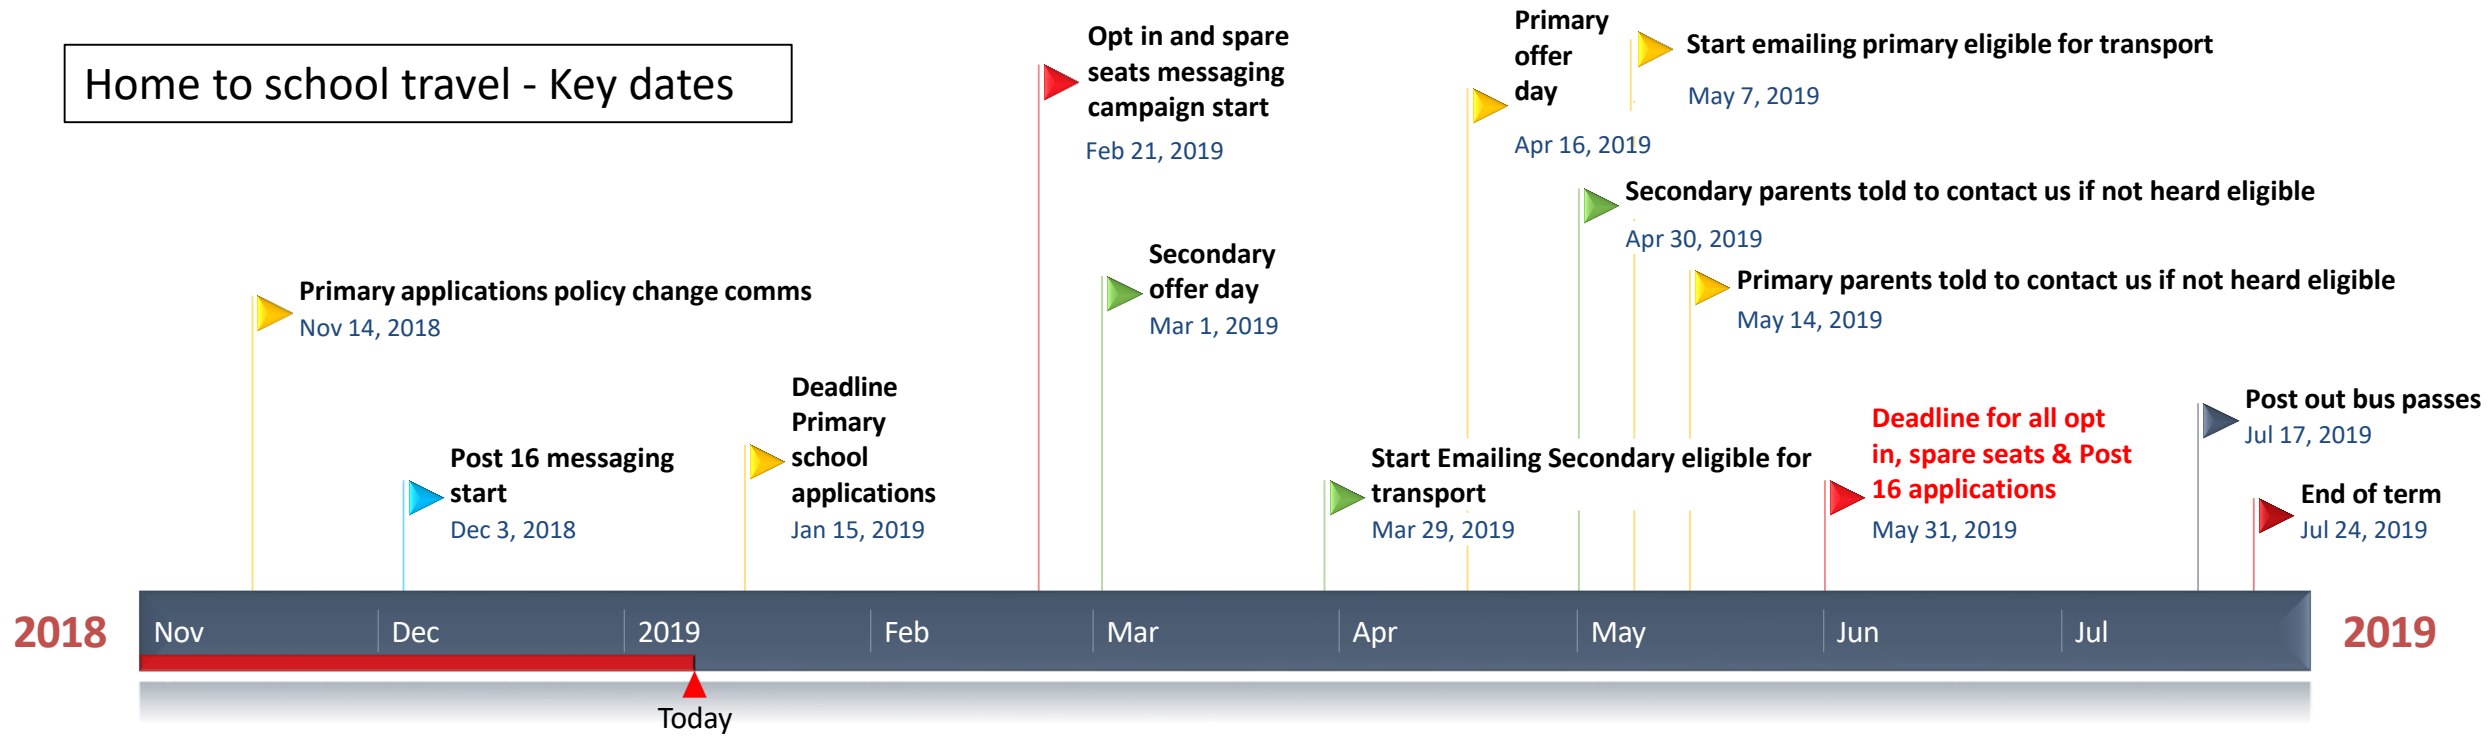 Home to school travel - Key dates
Primary applications policy change comms
Nov 14, 2018
Post 16 messaging
start
Dec 3, 2018
Deadline
Primary
school
applications
Jan 15, 2019
Opt in and spare
seats messaging
campaign start
Feb 21, 2019
Secondary
offer day
Mar 1, 2019
Start Emailing Secondary eligible for
transport
Mar 29, 2019
Primary
offer
day
Apr 16, 2019
Secondary parents told to contact us if not heard eligible
Apr 30, 2019
Start emailing primary eligible for transport
May 7, 2019
Primary parents told to contact us if not heard eligible
May 14, 2019
Deadline for all opt
in, spare seats & Post
16 applications
May 31, 2019
Post out bus passes
Jul 17, 2019
End of term
Jul 24, 2019
2018
Nov
Dec
2019
Feb
Mar
Apr
May
Jun
Jul
2019
Today